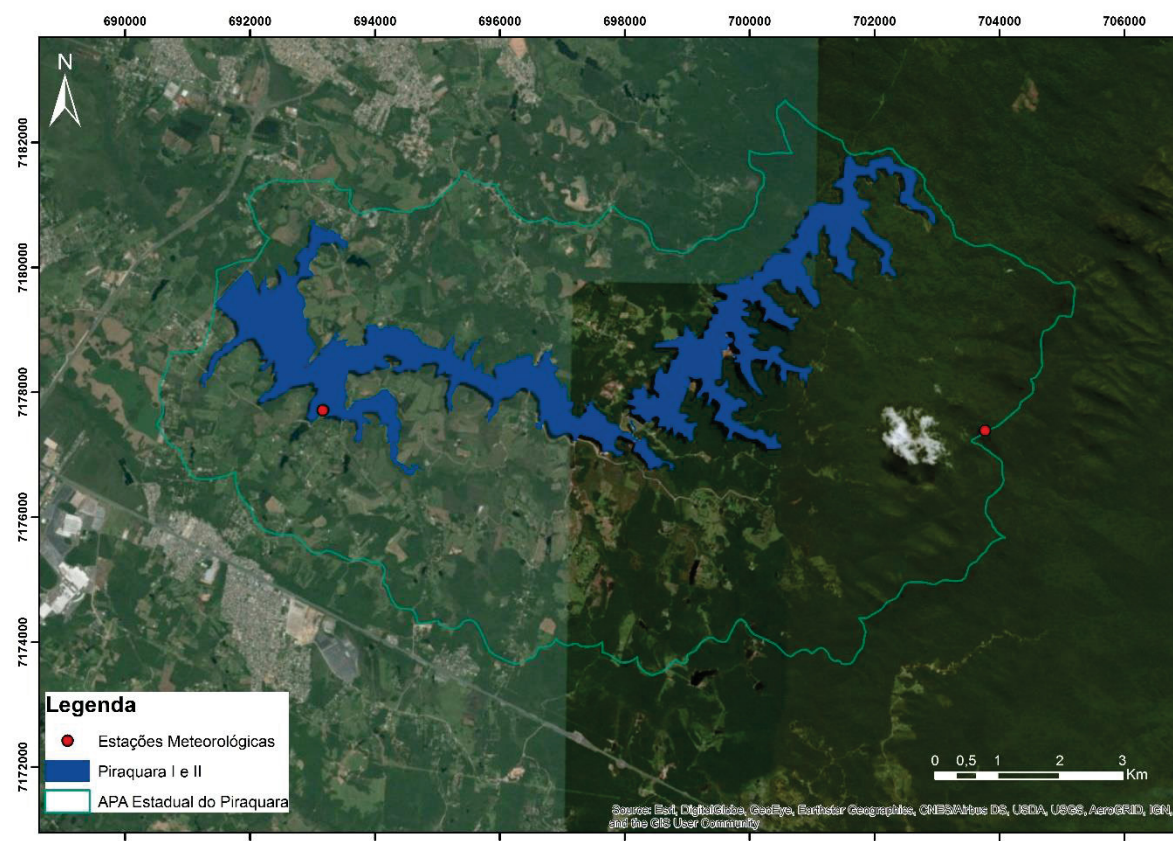 690000 692000 694000 696000 698000 700000 702000 704000 706000
N
7182000
7180000
7178000
7176000
7174000
7172000
Legenda
Estações Meteorológicas
Piraquara I e II
APA Estadual do Piraquara
0 0,5 1 2 3
Km
Source: Esri, DigitalGlobe, GeoEye, Earthstar Geographics, CNES/Airbus DS, USDA, USGS, AeroGRID, IGN,
and the GIS User Community